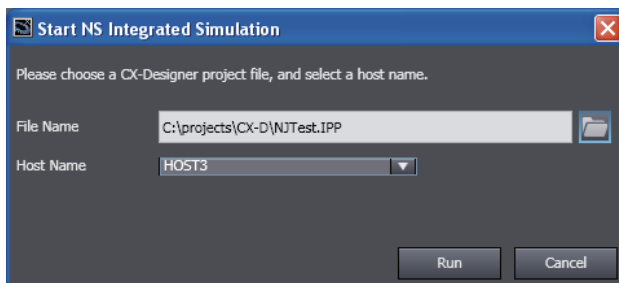 Start NS Integrated Simulation
Please choose a CX-Designer project file, and select a host name.
File Name C:\projects\CX-D\NJTest.IPP
Host Name HOST3
Run Cancel